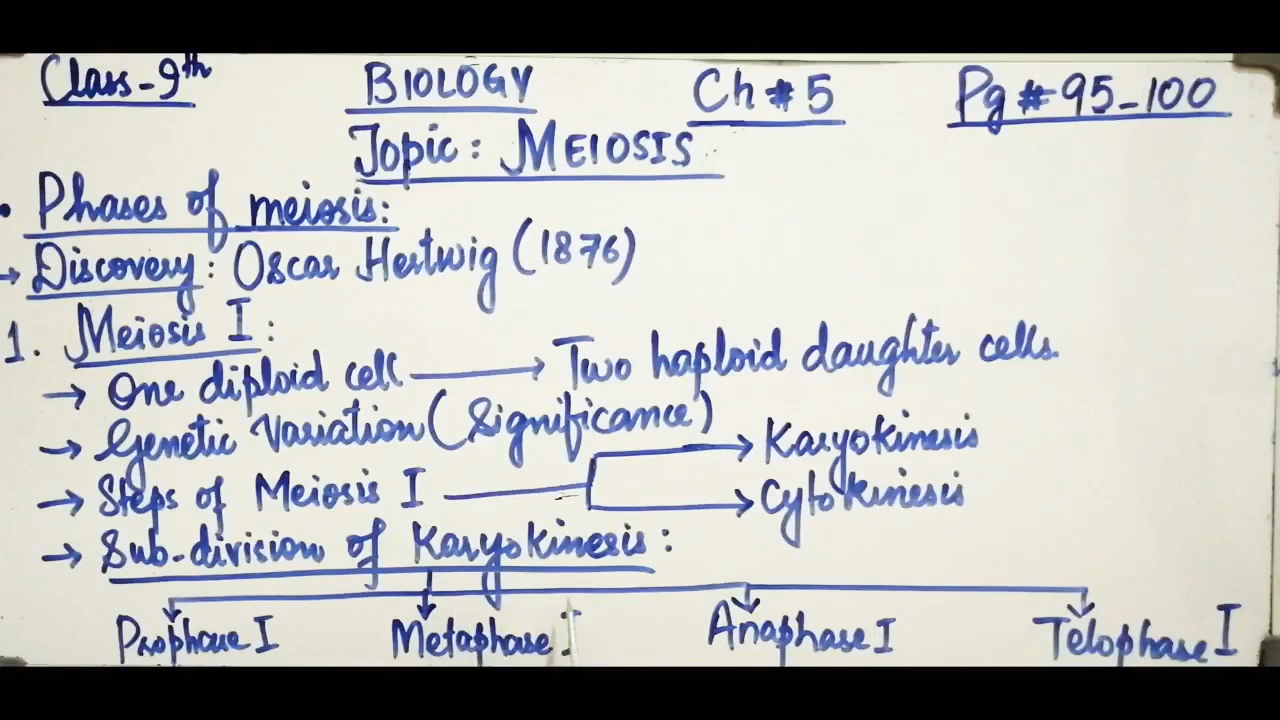 Class-9th BIOLOGY Ch # 5 Pg # 95-100
Topic: MEIOSIS
• Phases of meiosis:
→ Discovery: Oscar Hertwig (1876)
1. Meiosis I:
→ One diploid cell → Two haploid daughter cells.
→ Genetic Variation (Significance)
→ Steps of Meiosis I → Karyokinesis
→ Cytokinesis
→ Sub-division of Karyokinesis:
Prophase I Metaphase I Anaphase I Telophase I